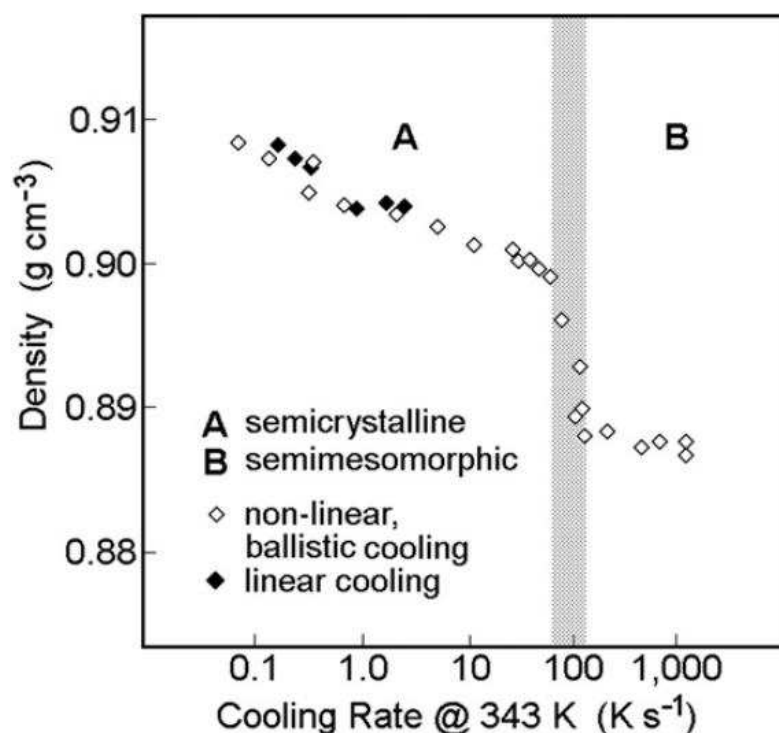 0.91
0.90
0.89
0.88
Density (g cm⁻³)
A
B
A semicrystalline
B semimesomorphic
non-linear,
ballistic cooling
linear cooling
0.1 1.0 10 100 1,000
Cooling Rate @ 343 K (K s⁻¹)